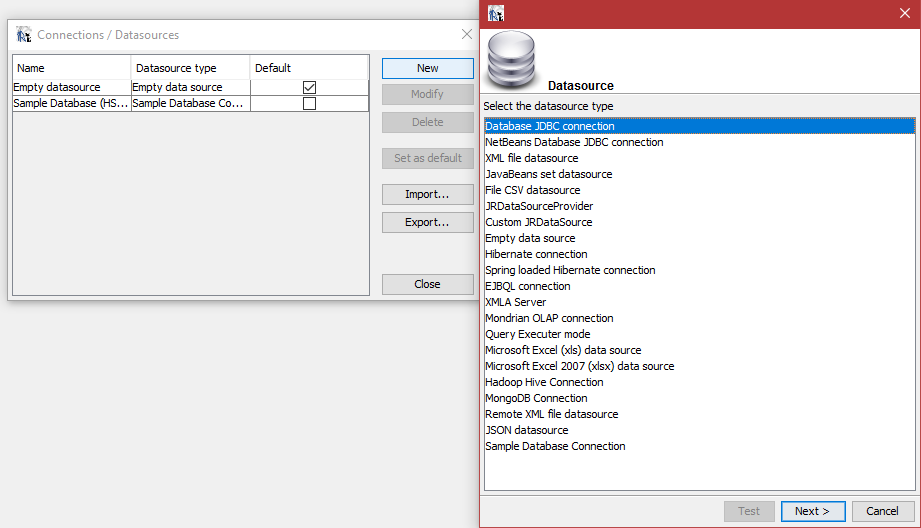 Connections / Datasources
Name Datasource type Default
Empty datasource Empty data source
Sample Database (HS... Sample Database Co...
New
Modify
Delete
Set as default
Import...
Export...
Close
Datasource
Select the datasource type
Database JDBC connection
NetBeans Database JDBC connection
XML file datasource
JavaBeans set datasource
File CSV datasource
JRDataSourceProvider
Custom JRDataSource
Empty data source
Hibernate connection
Spring loaded Hibernate connection
EJBQL connection
XMLA Server
Mondrian OLAP connection
Query Executer mode
Microsoft Excel (xls) data source
Microsoft Excel 2007 (xlsx) data source
Hadoop Hive Connection
MongoDB Connection
Remote XML file datasource
JSON datasource
Sample Database Connection
Test Next > Cancel